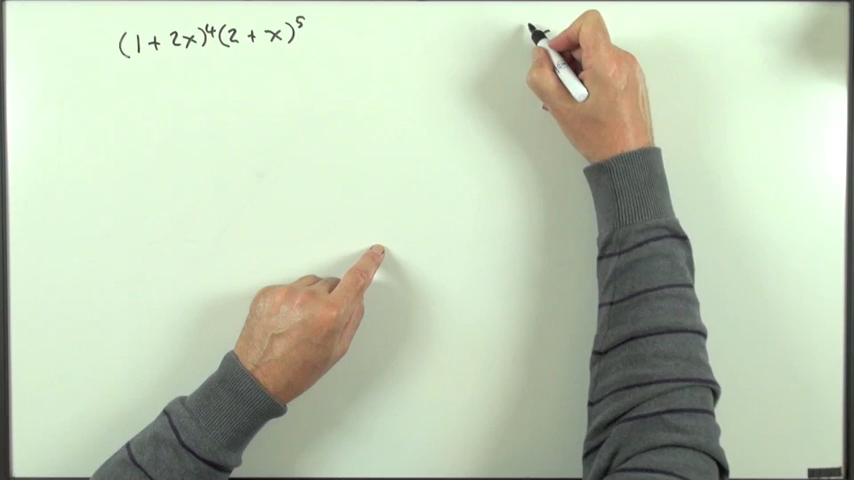 (1 + 2x)⁴(2 + x)⁵